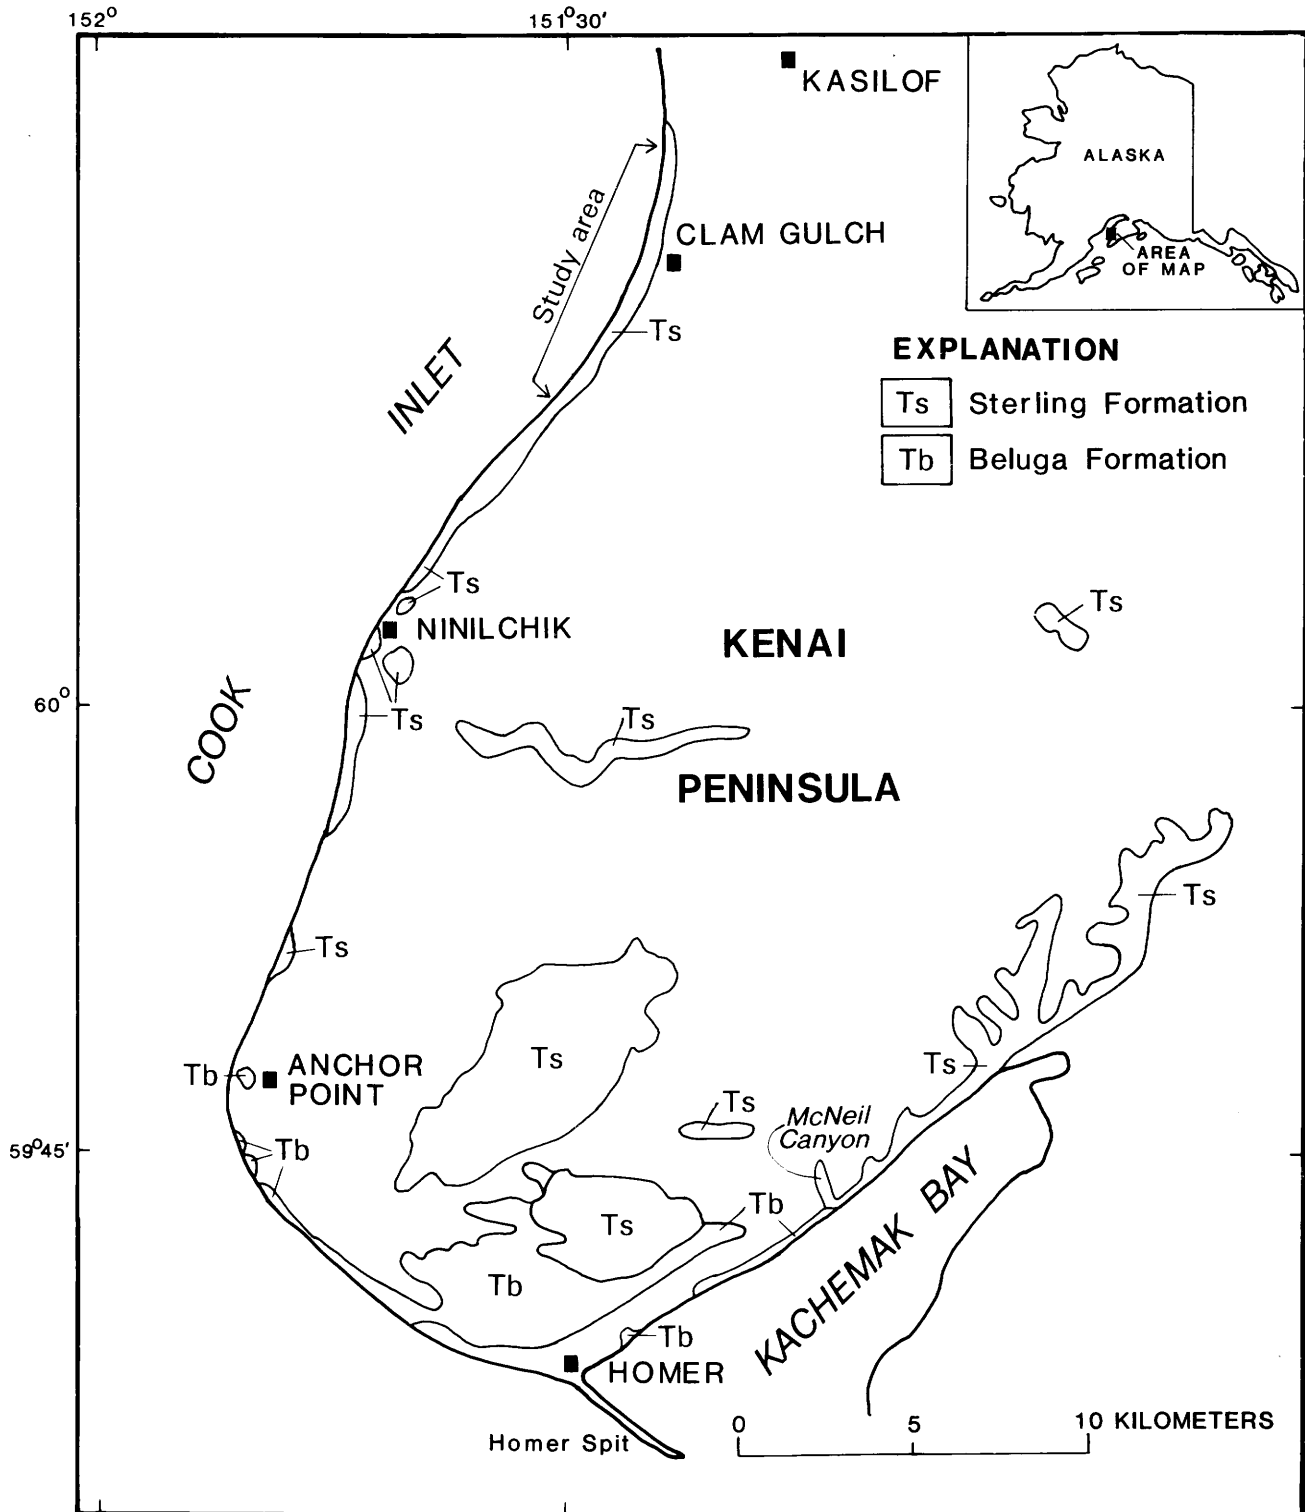 152°
151°30'
KASILOF
ALASKA
AREA
OF MAP
Study area
CLAM GULCH
Ts
EXPLANATION
Ts Sterling Formation
Tb Beluga Formation
INLET
Ts
NINILCHIK
KENAI
Ts
60°
COOK
Ts
Ts
PENINSULA
Ts
Ts
Ts
Ts
Tb
ANCHOR
POINT
Ts
McNeil
Canyon
59°45'
Tb
Tb
Ts
Tb
KACHEMAK BAY
Tb
HOMER
Homer Spit
0 5 10 KILOMETERS